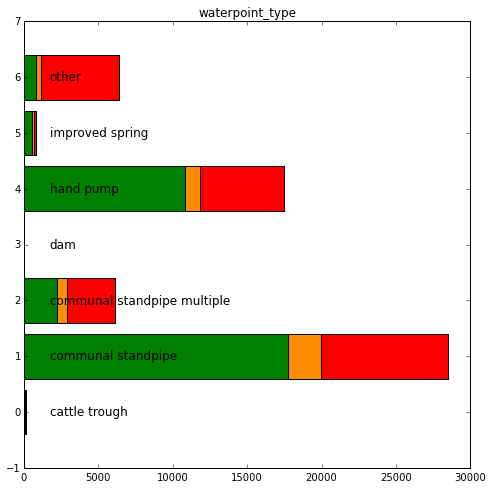 waterpoint_type
7
6
other
5
improved spring
4
hand pump
3
dam
2
communal standpipe multiple
1
communal standpipe
0
cattle trough
−1
0 5000 10000 15000 20000 25000 30000